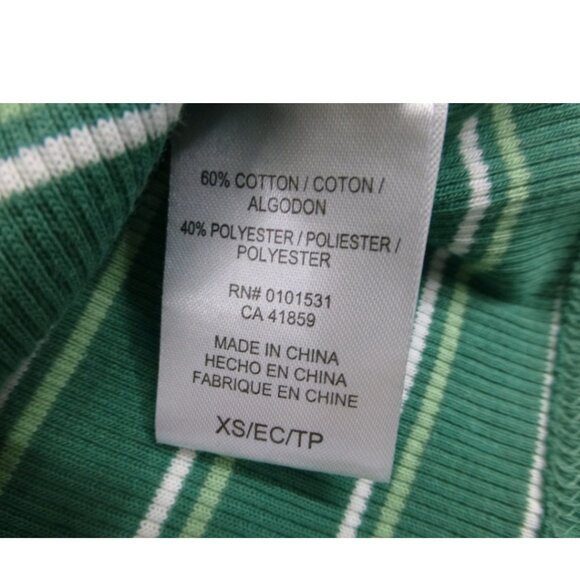 60% COTTON / COTON /
ALGODON
40% POLYESTER / POLIESTER /
POLYESTER
RN# 0101531
CA 41859
MADE IN CHINA
HECHO EN CHINA
FABRIQUE EN CHINE
XS/EC/TP